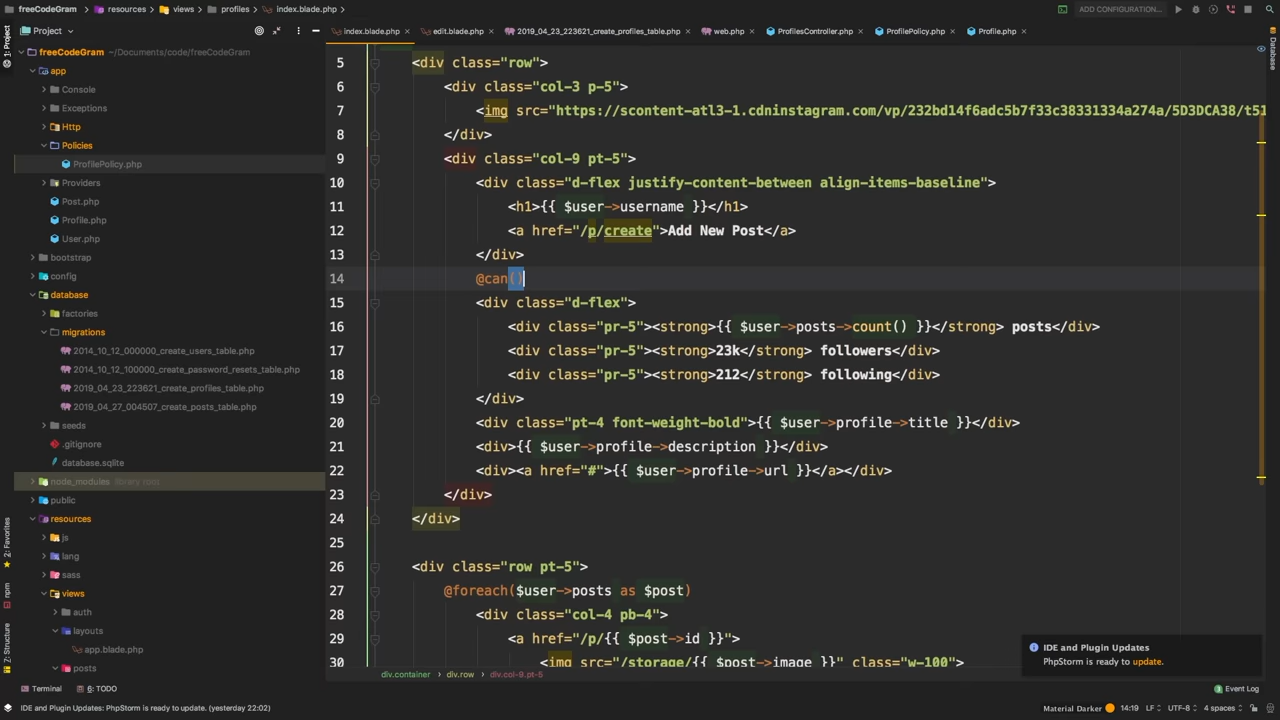 freeCodeGram
resources
views
profiles
index.blade.php
ADD CONFIGURATION...
1: Project
Project
index.blade.php
edit.blade.php
2019_04_23_223621_create_profiles_table.php
web.php
ProfilesController.php
ProfilePolicy.php
Profile.php
Database
freeCodeGram ~/Documents/code/freeCodeGram
app
Console
Exceptions
Http
Policies
ProfilePolicy.php
Providers
Post.php
Profile.php
User.php
bootstrap
config
database
factories
migrations
2014_10_12_000000_create_users_table.php
2014_10_12_100000_create_password_resets_table.php
2019_04_23_223621_create_profiles_table.php
2019_04_27_004507_create_posts_table.php
seeds
.gitignore
database.sqlite
node_modules library root
public
resources
js
lang
sass
views
auth
layouts
app.blade.php
posts
2: Favorites
npm
7: Structure
5 <div class="row">
6 <div class="col-3 p-5">
7 <img src="https://scontent-atl3-1.cdninstagram.com/vp/232bd14f6adc5b7f33c38331334a274a/5D3DCA38/t51
8 </div>
9 <div class="col-9 pt-5">
10 <div class="d-flex justify-content-between align-items-baseline">
11 <h1>{{ $user->username }}</h1>
12 <a href="/p/create">Add New Post</a>
13 </div>
14 @can()
15 <div class="d-flex">
16 <div class="pr-5"><strong>{{ $user->posts->count() }}</strong> posts</div>
17 <div class="pr-5"><strong>23k</strong> followers</div>
18 <div class="pr-5"><strong>212</strong> following</div>
19 </div>
20 <div class="pt-4 font-weight-bold">{{ $user->profile->title }}</div>
21 <div>{{ $user->profile->description }}</div>
22 <div><a href="#">{{ $user->profile->url }}</a></div>
23 </div>
24 </div>
25
26 <div class="row pt-5">
27 @foreach($user->posts as $post)
28 <div class="col-4 pb-4">
29 <a href="/p/{{ $post->id }}">
30 <img src="/storage/{{ $post->image }}" class="w-100">
IDE and Plugin Updates
PhpStorm is ready to update.
div.container
div.row
div.col-9.pt-5
Terminal
6: TODO
Event Log
IDE and Plugin Updates: PhpStorm is ready to update. (yesterday 22:02)
Material Darker
14:19
LF
UTF-8
4 spaces